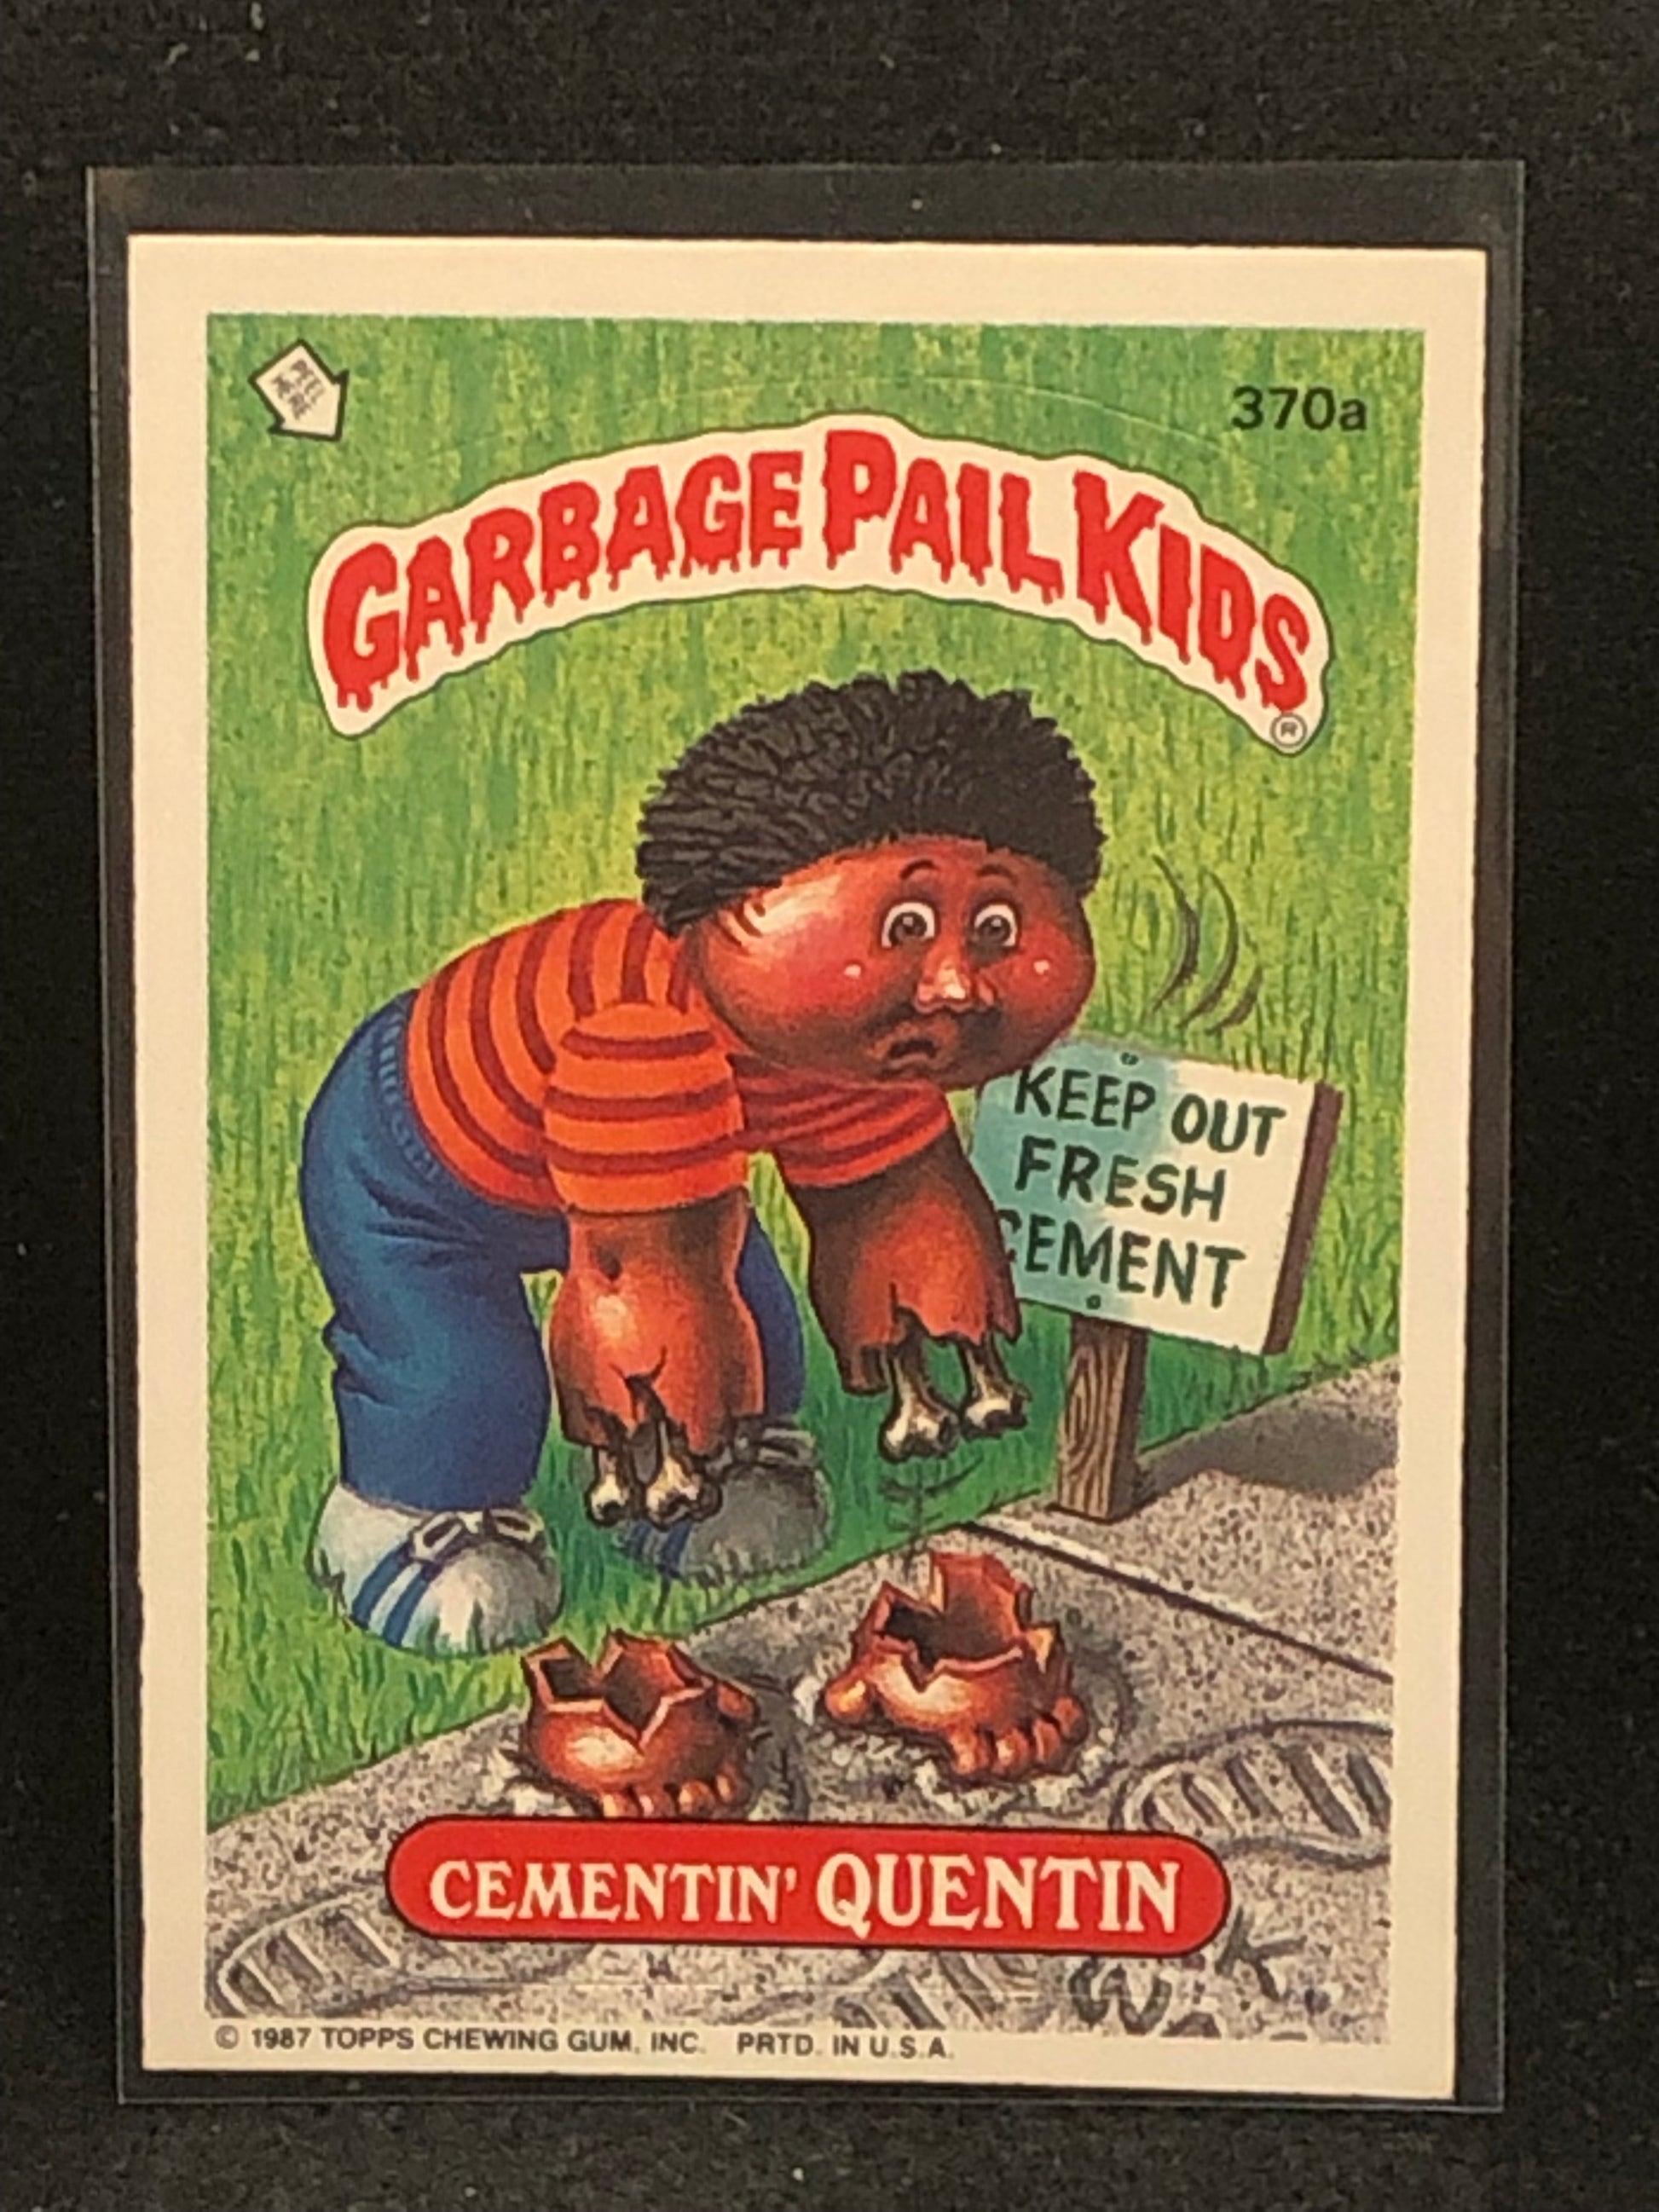 370a
GARBAGE PAIL KIDS
®
KEEP OUT
FRESH
CEMENT
CEMENTIN' QUENTIN
© 1987 TOPPS CHEWING GUM, INC. PRTD. IN U.S.A.